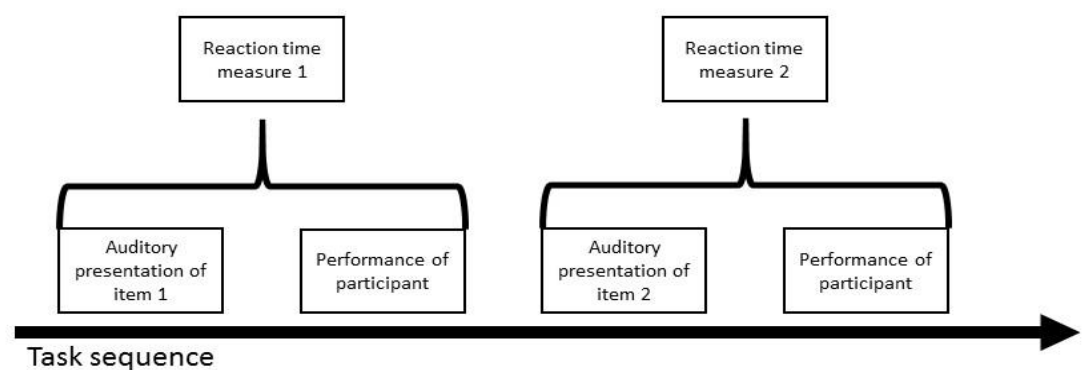 Reaction time
measure 1
Reaction time
measure 2
Auditory
presentation of
item 1
Performance of
participant
Auditory
presentation of
item 2
Performance of
participant
Task sequence